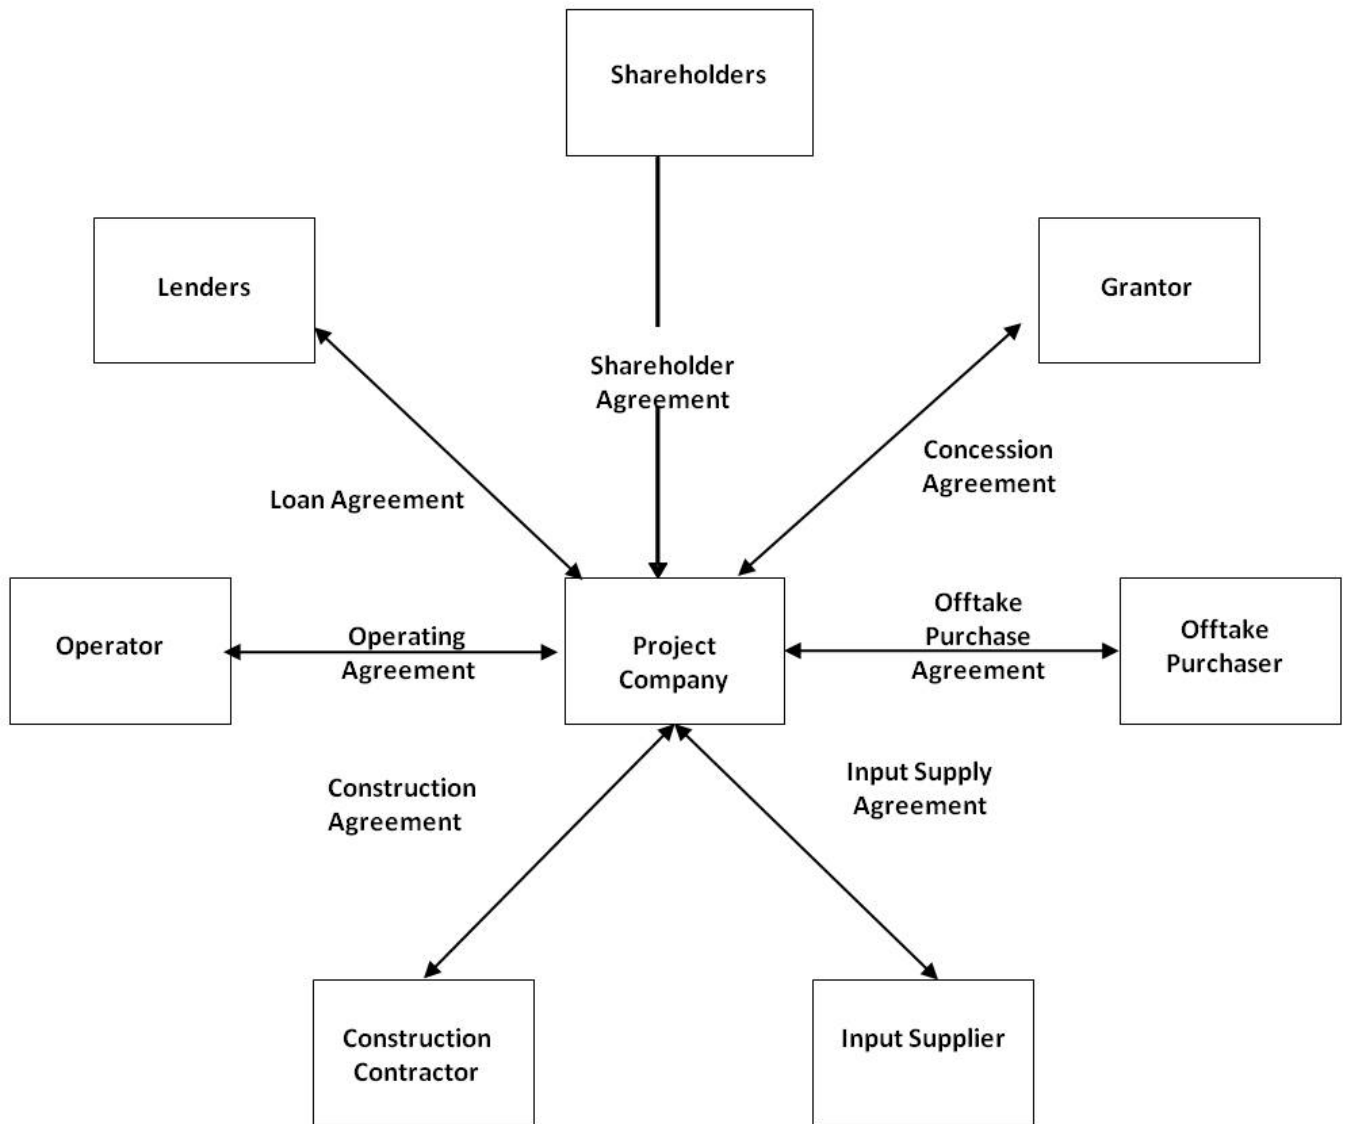 Shareholders
Lenders
Grantor
Shareholder
Agreement
Concession
Agreement
Loan Agreement
Operator
Operating
Agreement
Project
Company
Offtake
Purchase
Agreement
Offtake
Purchaser
Construction
Agreement
Input Supply
Agreement
Construction
Contractor
Input Supplier